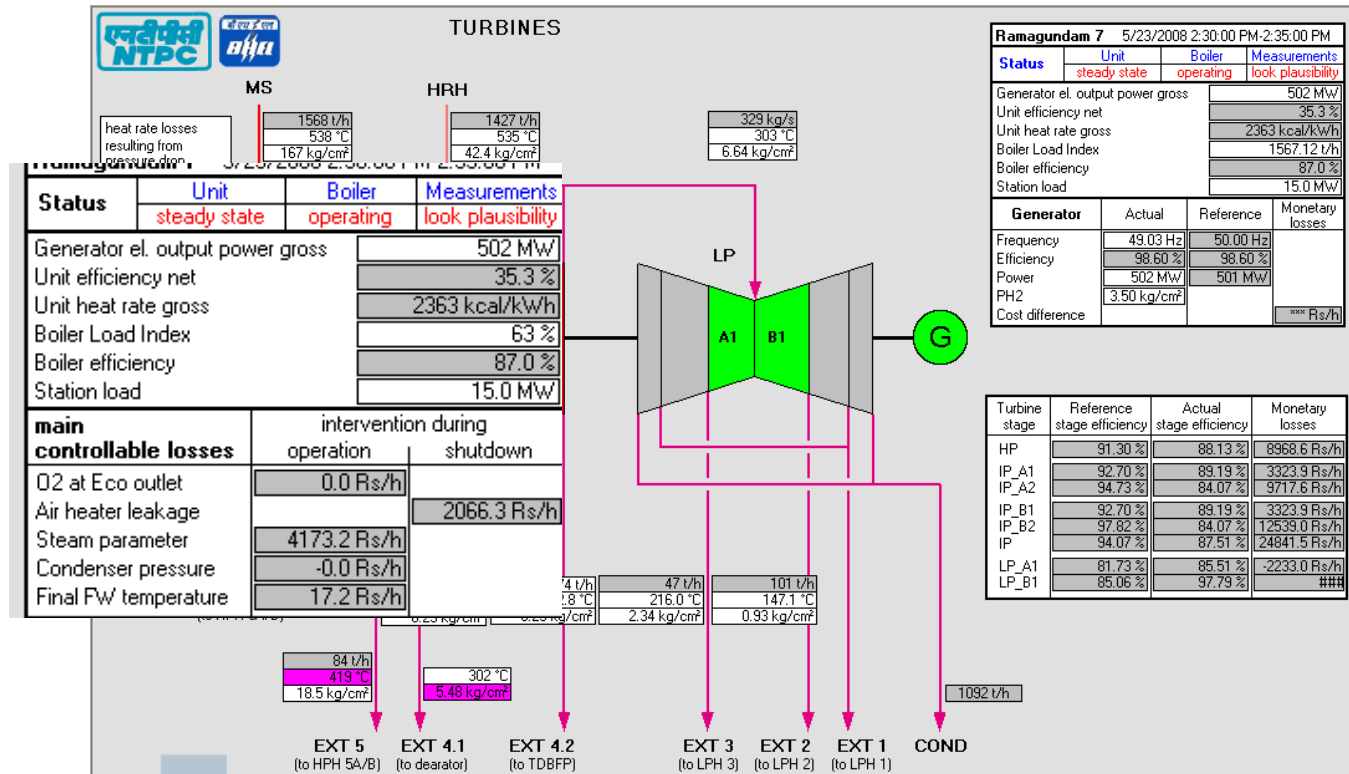 एनटीपीसी
NTPC
TURBINES
MS
HRH
heat rate losses
resulting from
pressure drop
1568 t/h
538 °C
167 kg/cm²
1427 t/h
535 °C
42.4 kg/cm²
329 kg/s
303 °C
6.64 kg/cm²
Ramagundam 7 5/23/2008 2:30:00 PM-2:35:00 PM
Status Unit Boiler Measurements
steady state operating look plausibility
Generator el. output power gross 502 MW
Unit efficiency net 35.3 %
Unit heat rate gross 2363 kcal/kWh
Boiler Load Index 1567.12 t/h
Boiler efficiency 87.0 %
Station load 15.0 MW
Generator Actual Reference Monetary
losses
Frequency 49.03 Hz 50.00 Hz
Efficiency 98.60 % 98.60 %
Power 502 MW 501 MW
PH2 3.50 kg/cm²
Cost difference *** Rs/h
Status Unit Boiler Measurements
steady state operating look plausibility
Generator el. output power gross 502 MW
Unit efficiency net 35.3 %
Unit heat rate gross 2363 kcal/kWh
Boiler Load Index 63 %
Boiler efficiency 87.0 %
Station load 15.0 MW
main intervention during
controllable losses operation shutdown
O2 at Eco outlet 0.0 Rs/h
Air heater leakage 2066.3 Rs/h
Steam parameter 4173.2 Rs/h
Condenser pressure -0.0 Rs/h
Final FW temperature 17.2 Rs/h
LP
A1 B1
G
Turbine Reference Actual Monetary
stage stage efficiency stage efficiency losses
HP 91.30 % 88.13 % 8968.6 Rs/h
IP_A1 92.70 % 89.19 % 3323.9 Rs/h
IP_A2 94.73 % 84.07 % 9717.6 Rs/h
IP_B1 92.70 % 89.19 % 3323.9 Rs/h
IP_B2 97.82 % 84.07 % 12539.0 Rs/h
IP 94.07 % 87.51 % 24841.5 Rs/h
LP_A1 81.73 % 85.51 % -2233.0 Rs/h
LP_B1 85.06 % 97.79 % ###
47 t/h
216.0 °C
2.34 kg/cm²
101 t/h
147.1 °C
0.93 kg/cm²
84 t/h
419 °C
18.5 kg/cm²
302 °C
5.48 kg/cm²
1092 t/h
EXT 5 EXT 4.1 EXT 4.2 EXT 3 EXT 2 EXT 1 COND
(to HPH 5A/B) (to dearator) (to TDBFP) (to LPH 3) (to LPH 2) (to LPH 1)